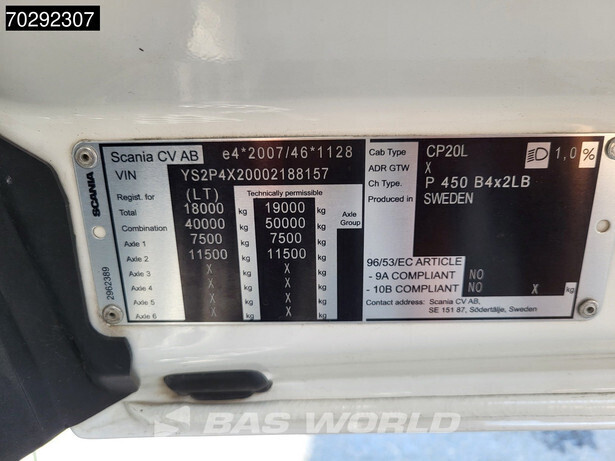 70292307
SCANIA
2962389
Scania CV AB e4*2007/46*1128
VIN YS2P4X20002188157
Regist. for (LT) Technically permissible
Total 18000 kg 19000 kg Axle Group
Combination 40000 kg 50000 kg
Axle 1 7500 kg 7500 kg
Axle 2 11500 kg 11500 kg
Axle 3 X kg X kg
Axle 4 X kg X kg
Axle 5 X kg X kg
Axle 6 X kg X kg
Cab Type CP20L 1,0 %
ADR GTW X
X
P 450 B4x2LB
Produced in SWEDEN
96/53/EC ARTICLE
- 9A COMPLIANT NO
- 10B COMPLIANT NO X kg
Contact address: Scania CV AB,
SE 151 87, Södertälje, Sweden
BAS WORLD